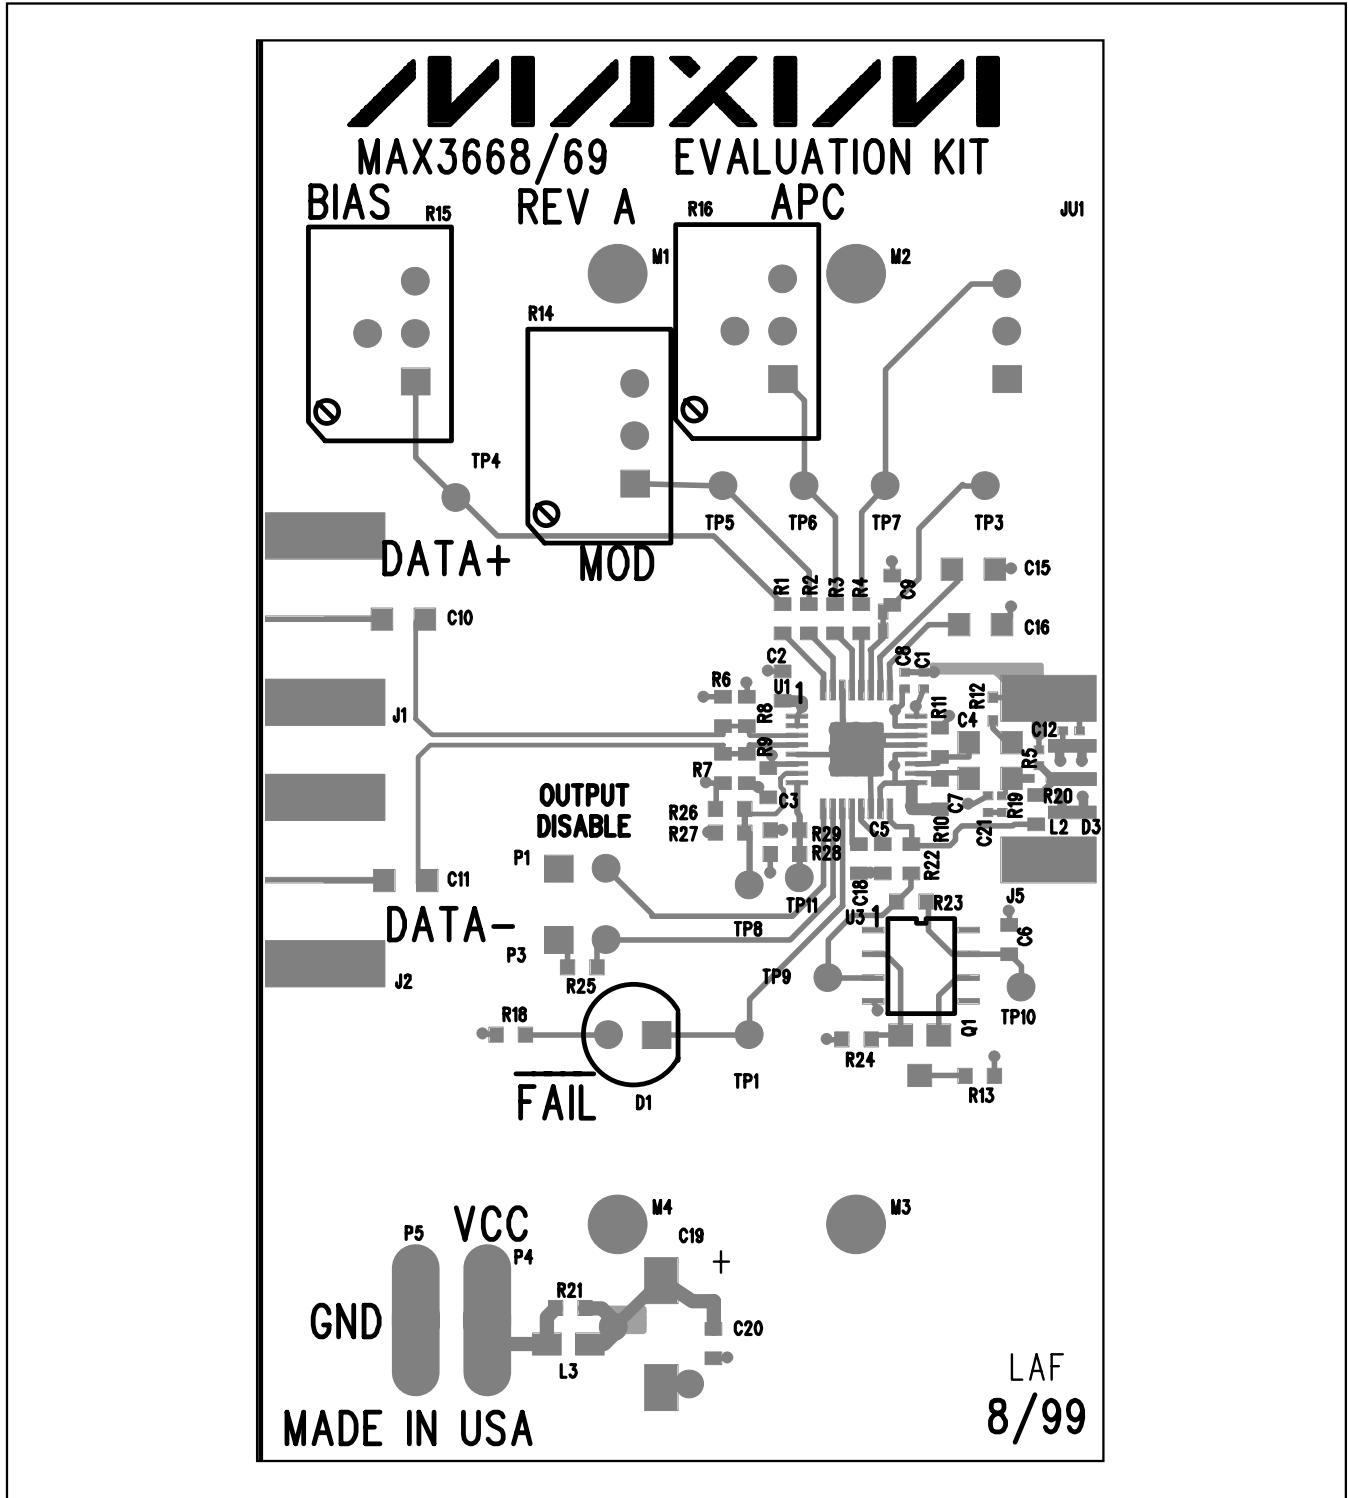 MAXIM
MAX3668/69 EVALUATION KIT
BIAS
R15
REV A
R16
APC
JU1
M1
M2
R14
TP4
TP5
TP6
TP7
TP3
DATA+
MOD
R1
R2
R3
R4
C9
C15
C10
C16
C2
C8
C1
R6
U1
1
R12
J1
R8
R11
C4
C12
R9
R5
R7
C3
C7
R19
R20
OUTPUT
DISABLE
R26
R27
R29
R28
C5
R10
C21
L2
D3
P1
R22
C11
C18
TP11
U3
1
R23
J5
DATA-
TP8
C6
P3
R25
TP9
J2
R18
TP10
Q1
R24
TP1
R13
FAIL
D1
M4
M3
P5
VCC
P4
C19
+
R21
GND
C20
L3
LAF
MADE IN USA
8/99